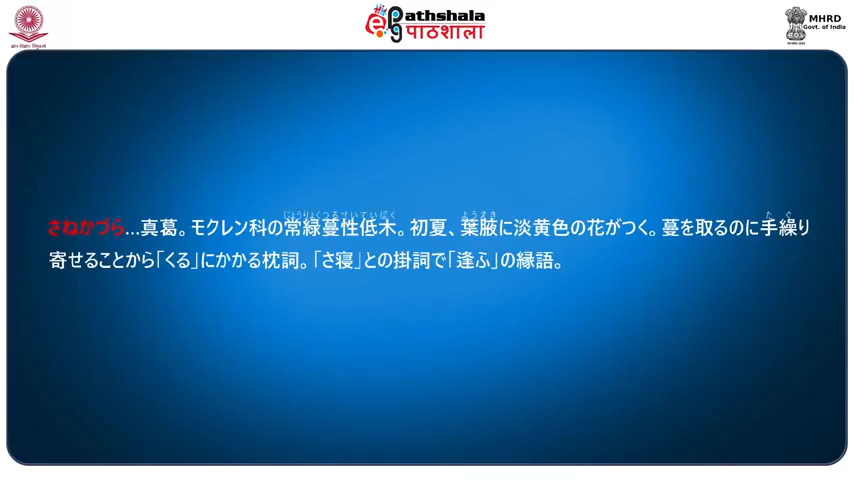 Pathshala
पाठशाला
MHRD
Govt. of India
さねかづら…真葛。モクレン科の常緑蔓性低木。初夏、葉腋に淡黄色の花がつく。蔓を取るのに手繰り
じょうりょくつるせいていぼく
ようえき
たぐ
寄せることから「くる」にかかる枕詞。「さ寝」との掛詞で「逢ふ」の縁語。